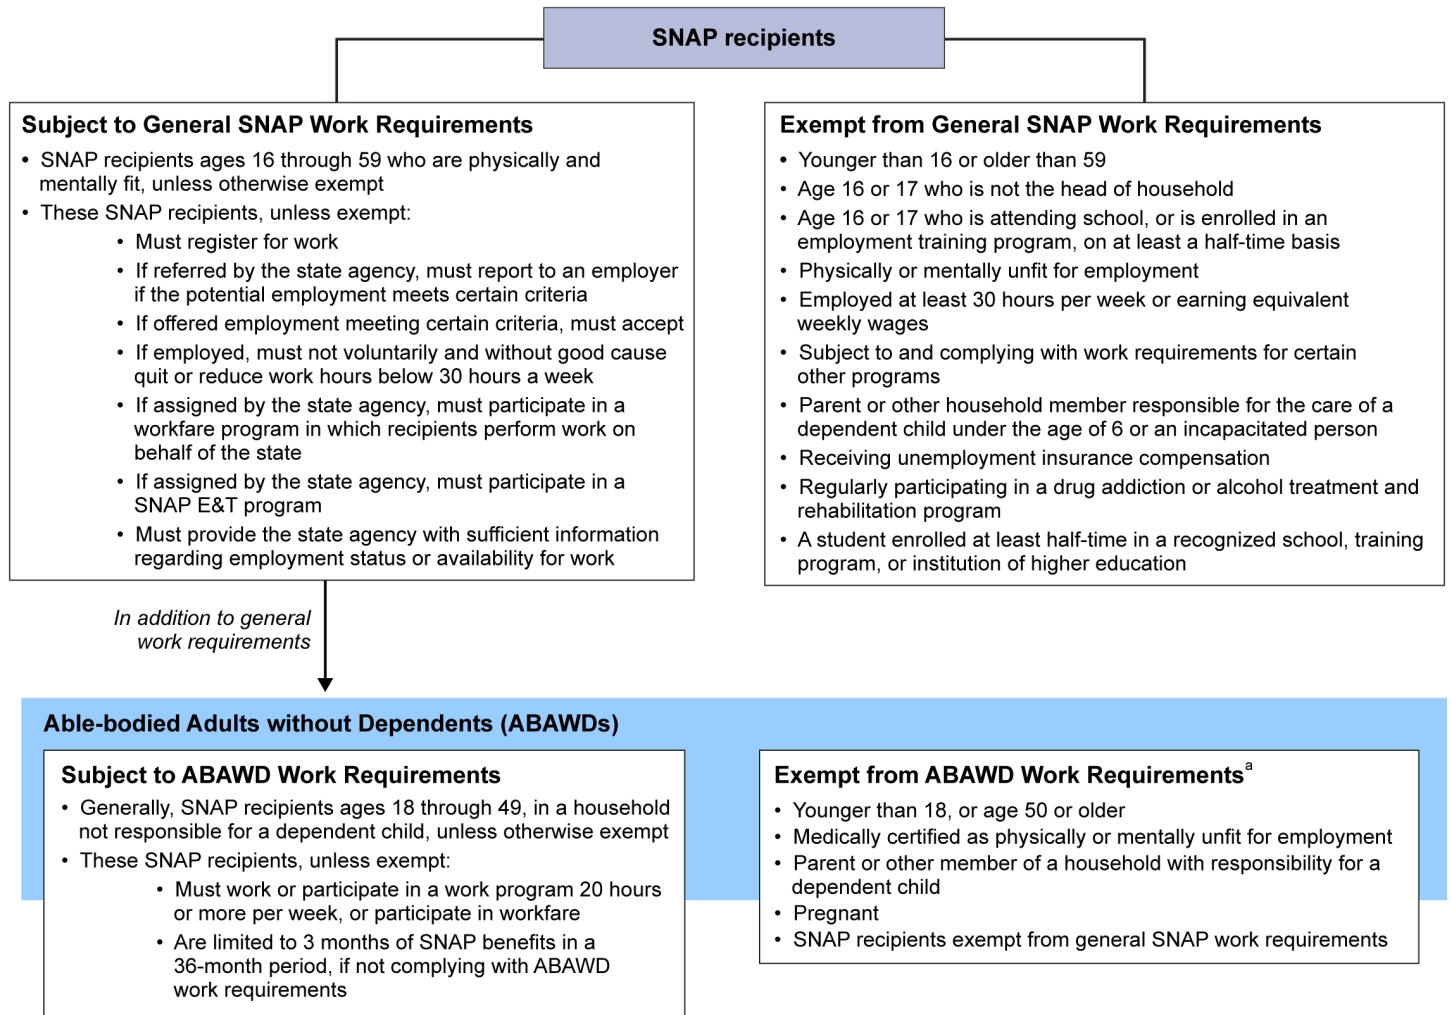 SNAP recipients
Subject to General SNAP Work Requirements
• SNAP recipients ages 16 through 59 who are physically and
mentally fit, unless otherwise exempt
• These SNAP recipients, unless exempt:
• Must register for work
• If referred by the state agency, must report to an employer
if the potential employment meets certain criteria
• If offered employment meeting certain criteria, must accept
• If employed, must not voluntarily and without good cause
quit or reduce work hours below 30 hours a week
• If assigned by the state agency, must participate in a
workfare program in which recipients perform work on
behalf of the state
• If assigned by the state agency, must participate in a
SNAP E&T program
• Must provide the state agency with sufficient information
regarding employment status or availability for work
Exempt from General SNAP Work Requirements
• Younger than 16 or older than 59
• Age 16 or 17 who is not the head of household
• Age 16 or 17 who is attending school, or is enrolled in an
employment training program, on at least a half-time basis
• Physically or mentally unfit for employment
• Employed at least 30 hours per week or earning equivalent
weekly wages
• Subject to and complying with work requirements for certain
other programs
• Parent or other household member responsible for the care of a
dependent child under the age of 6 or an incapacitated person
• Receiving unemployment insurance compensation
• Regularly participating in a drug addiction or alcohol treatment and
rehabilitation program
• A student enrolled at least half-time in a recognized school, training
program, or institution of higher education
In addition to general
work requirements
Able-bodied Adults without Dependents (ABAWDs)
Subject to ABAWD Work Requirements
• Generally, SNAP recipients ages 18 through 49, in a household
not responsible for a dependent child, unless otherwise exempt
• These SNAP recipients, unless exempt:
• Must work or participate in a work program 20 hours
or more per week, or participate in workfare
• Are limited to 3 months of SNAP benefits in a
36-month period, if not complying with ABAWD
work requirements
Exempt from ABAWD Work Requirements<sup>a</sup>
• Younger than 18, or age 50 or older
• Medically certified as physically or mentally unfit for employment
• Parent or other member of a household with responsibility for a
dependent child
• Pregnant
• SNAP recipients exempt from general SNAP work requirements